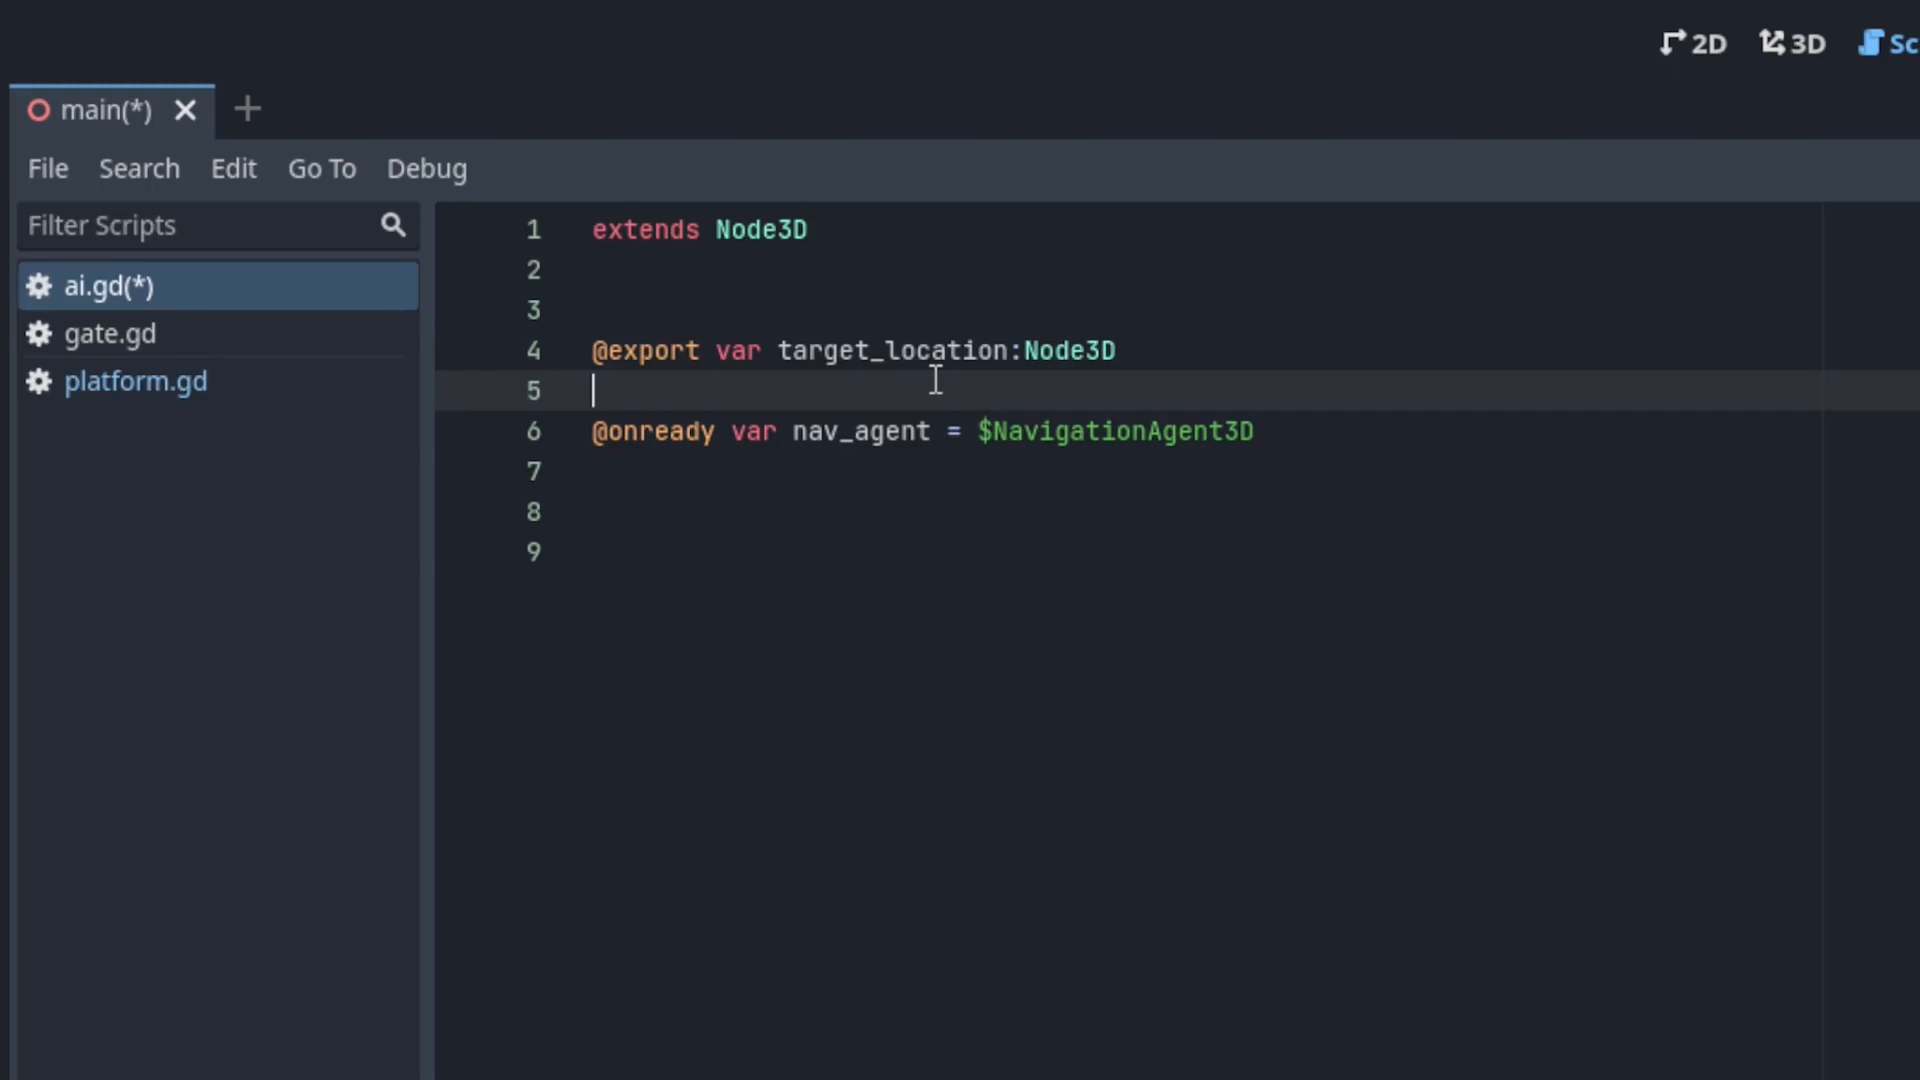 2D 3D Sc
main(*)
File Search Edit Go To Debug
Filter Scripts
ai.gd(*)
gate.gd
platform.gd
1 extends Node3D
2
3
4 @export var target_location:Node3D
5
6 @onready var nav_agent = $NavigationAgent3D
7
8
9